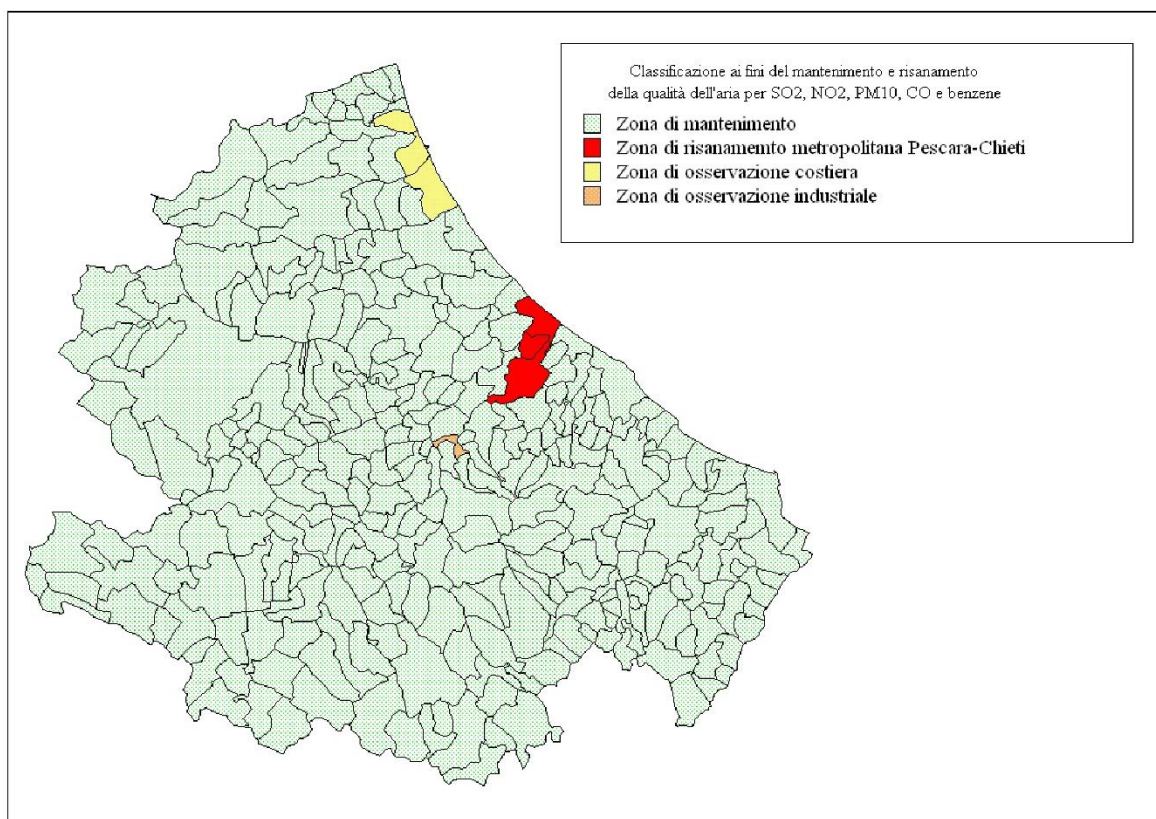 Classificazione ai fini del mantenimento e risanamento
della qualità dell'aria per SO2, NO2, PM10, CO e benzene
Zona di mantenimento
Zona di risanamento metropolitana Pescara-Chieti
Zona di osservazione costiera
Zona di osservazione industriale